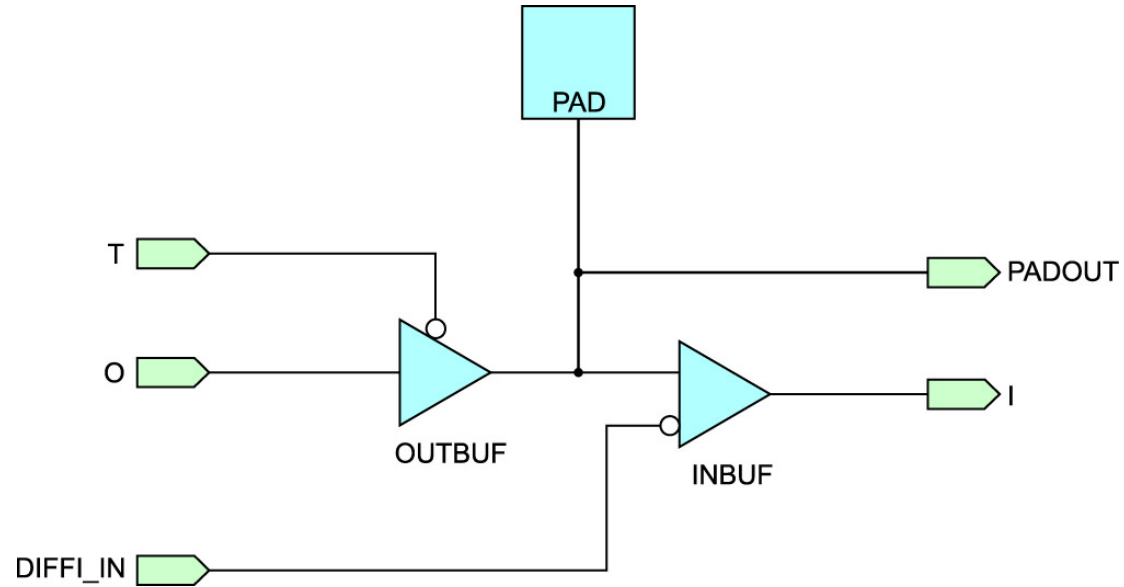 PAD
T
PADOUT
O
I
OUTBUF
INBUF
DIFFI_IN